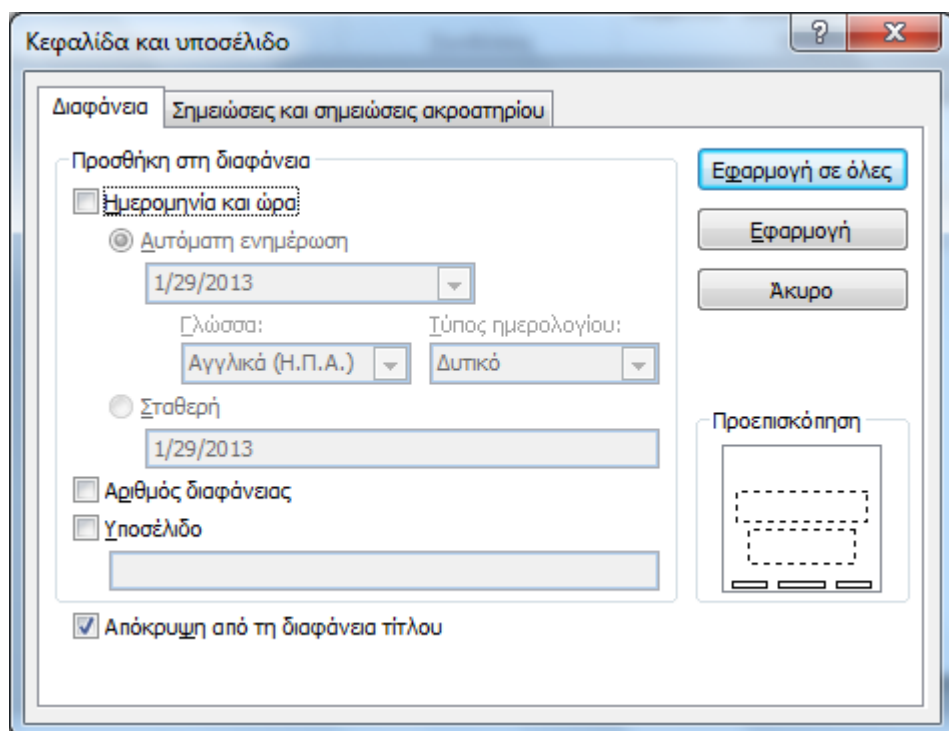 Κεφαλίδα και υποσέλιδο
Διαφάνεια Σημειώσεις και σημειώσεις ακροατηρίου
Προσθήκη στη διαφάνεια
Ημερομηνία και ώρα
Αυτόματη ενημέρωση
1/29/2013
Γλώσσα: Τύπος ημερολογίου:
Αγγλικά (Η.Π.Α.) Δυτικό
Σταθερή
1/29/2013
Αριθμός διαφάνειας
Υποσέλιδο
Απόκρυψη από τη διαφάνεια τίτλου
Εφαρμογή σε όλες
Εφαρμογή
Άκυρο
Προεπισκόπηση